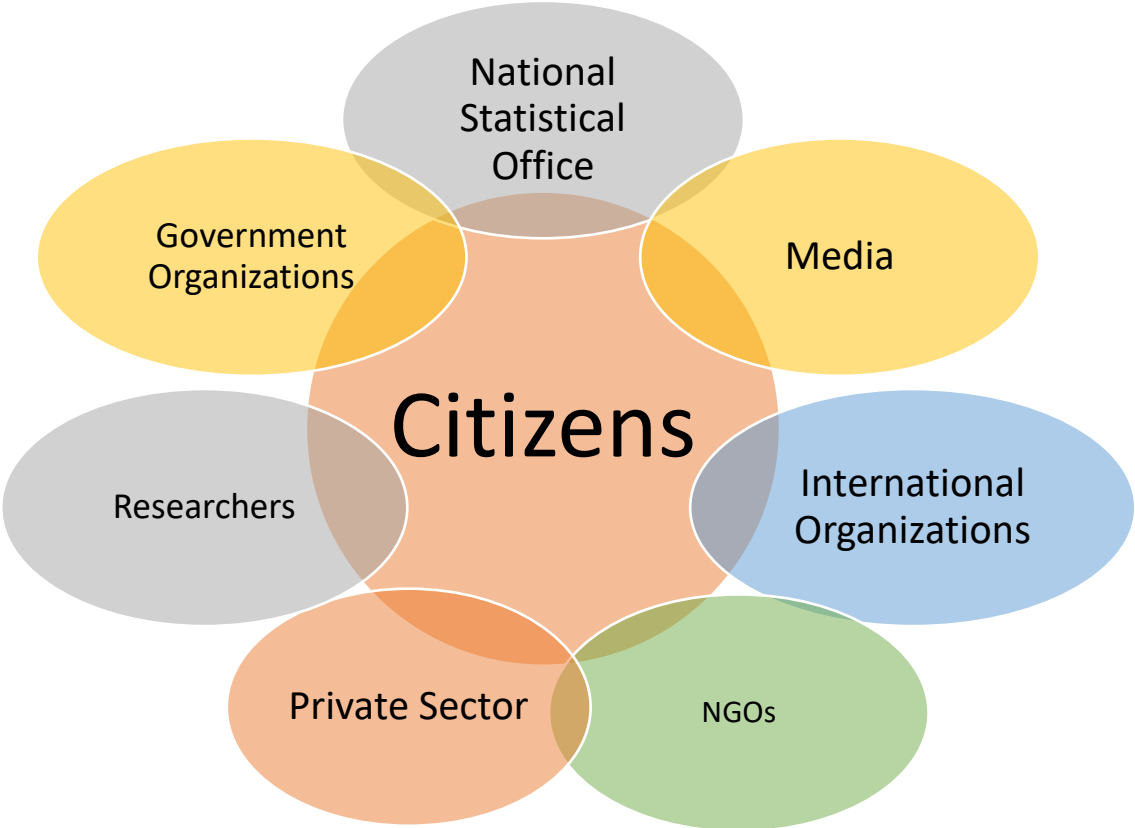 National
Statistical
Office
Government
Organizations
Media
Citizens
Researchers
International
Organizations
Private Sector
NGOs